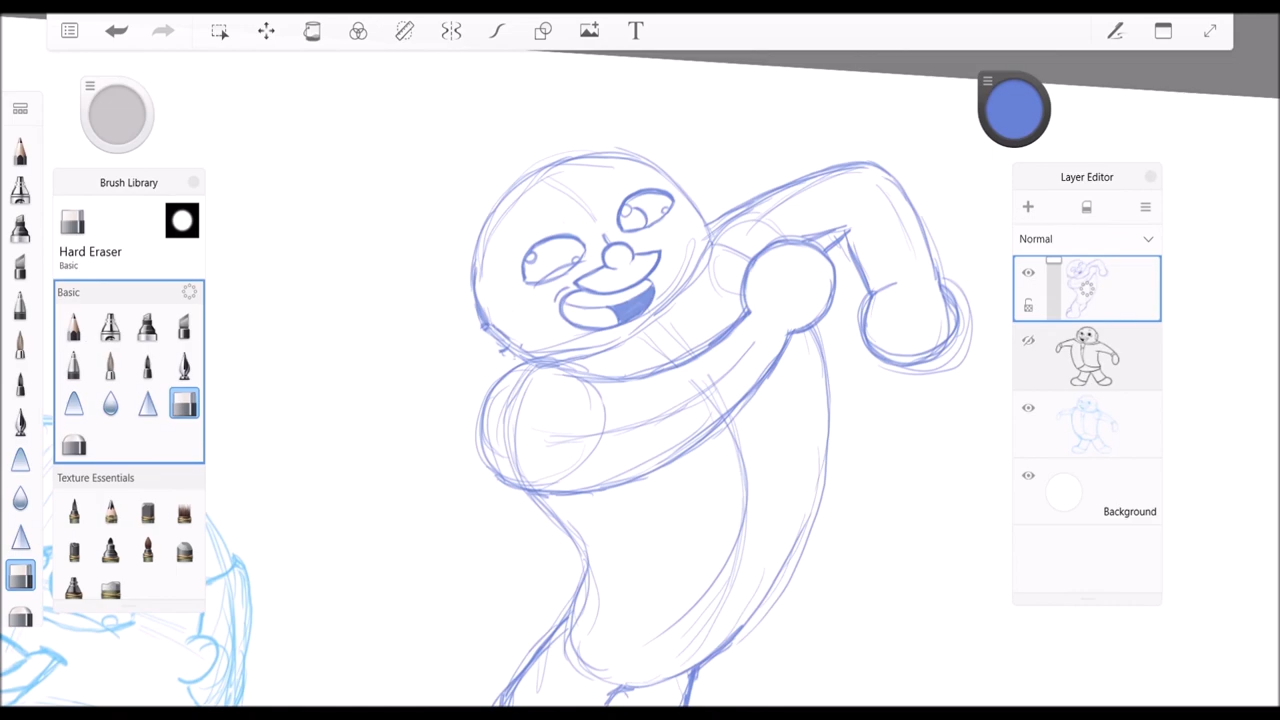 T
Brush Library
Hard Eraser
Basic
Basic
Texture Essentials
Layer Editor
Normal
Background